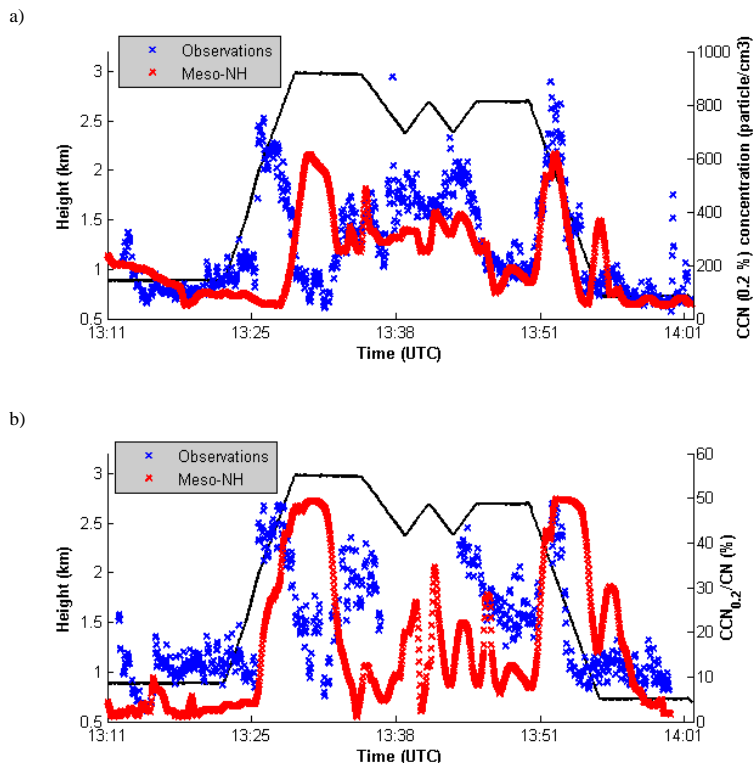 a)
Observations
Meso-NH
3
2.5
2
1.5
1
0.5
Height (km)
1000
800
600
400
200
0
CCN (0.2 %) concentration (particle/cm3)
13:11
13:25
13:38
13:51
14:01
Time (UTC)
b)
Observations
Meso-NH
3
2.5
2
1.5
1
0.5
Height (km)
60
50
40
30
20
10
0
CCN0.2/CN (%)
13:11
13:25
13:38
13:51
14:01
Time (UTC)